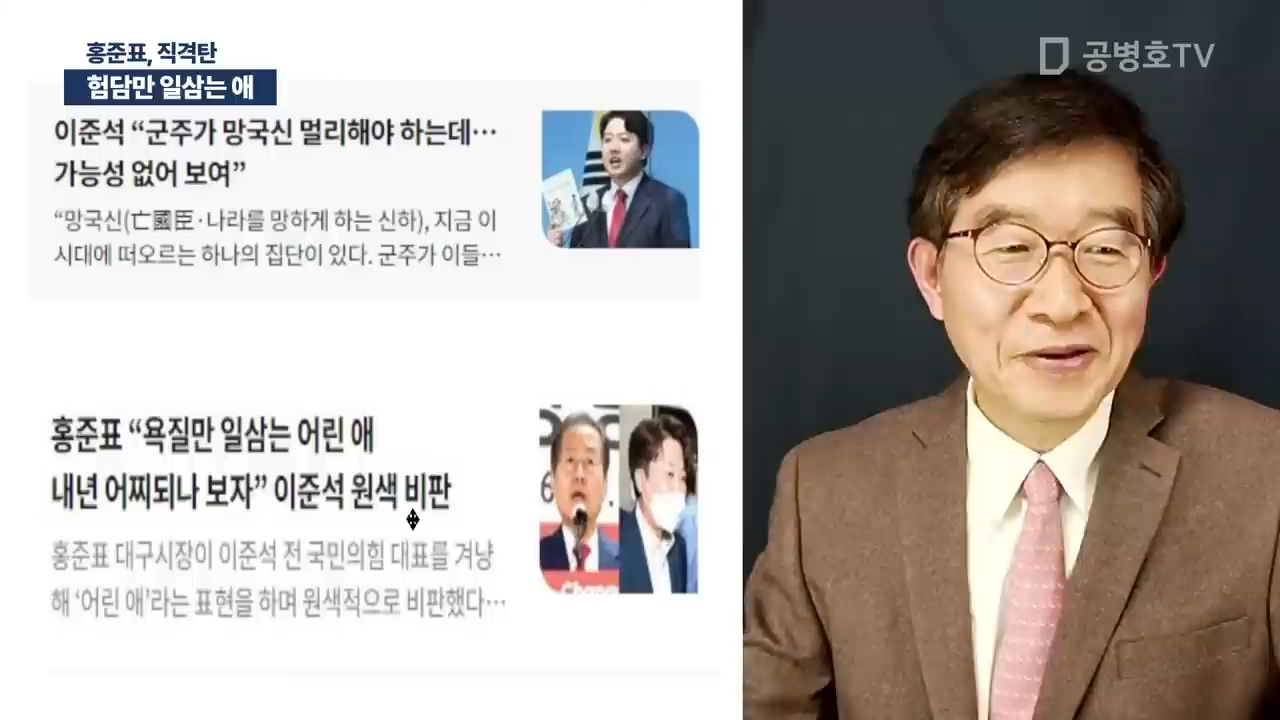 홍준표, 직격탄
험담만 일삼는 애
공병호TV
이준석 “군주가 망국신 멀리해야 하는데…
가능성 없어 보여”
“망국신(亡國臣·나라를 망하게 하는 신하), 지금 이
시대에 떠오르는 하나의 집단이 있다. 군주가 이들…
홍준표 “욕질만 일삼는 어린 애
내년 어찌되나 보자” 이준석 원색 비판
홍준표 대구시장이 이준석 전 국민의힘 대표를 겨냥
해 ‘어린 애’라는 표현을 하며 원색적으로 비판했다…